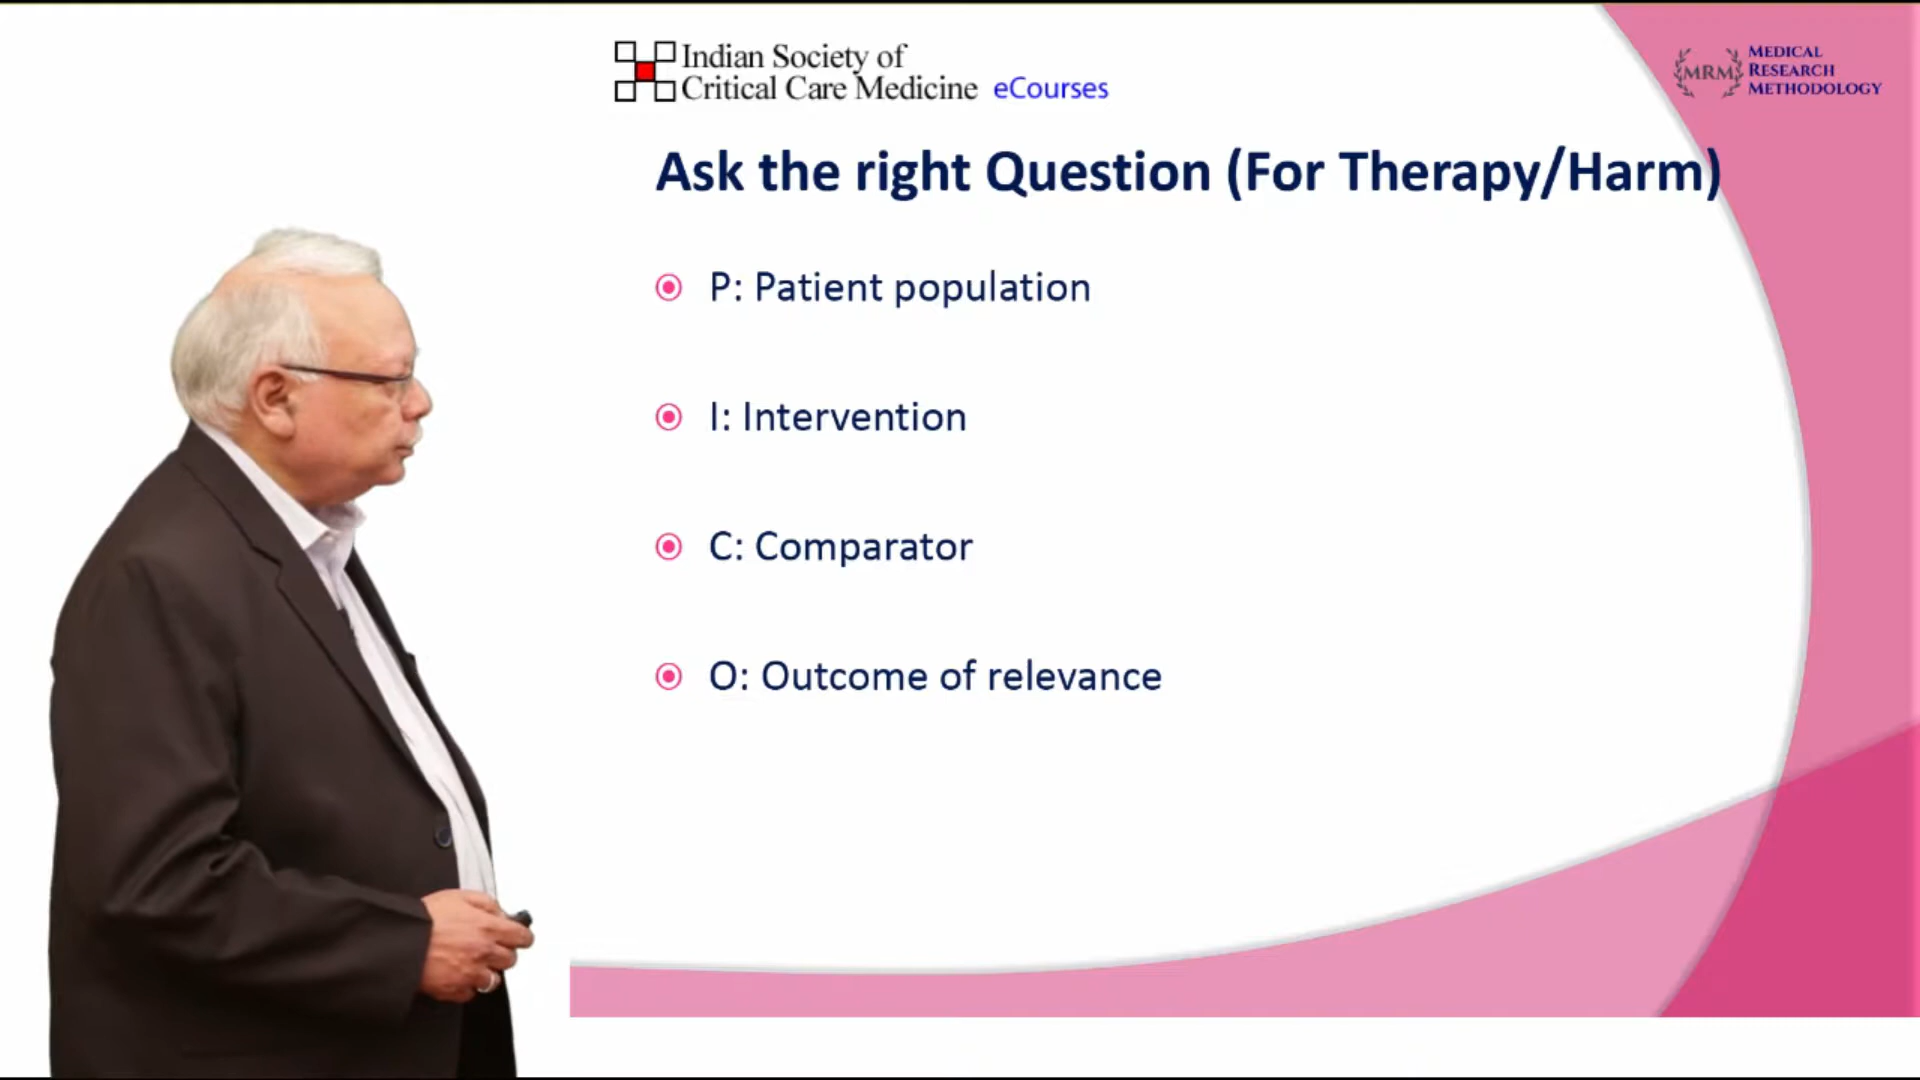 Indian Society of
Critical Care Medicine eCourses
MRM
Medical
Research
Methodology
Ask the right Question (For Therapy/Harm)
P: Patient population
I: Intervention
C: Comparator
O: Outcome of relevance